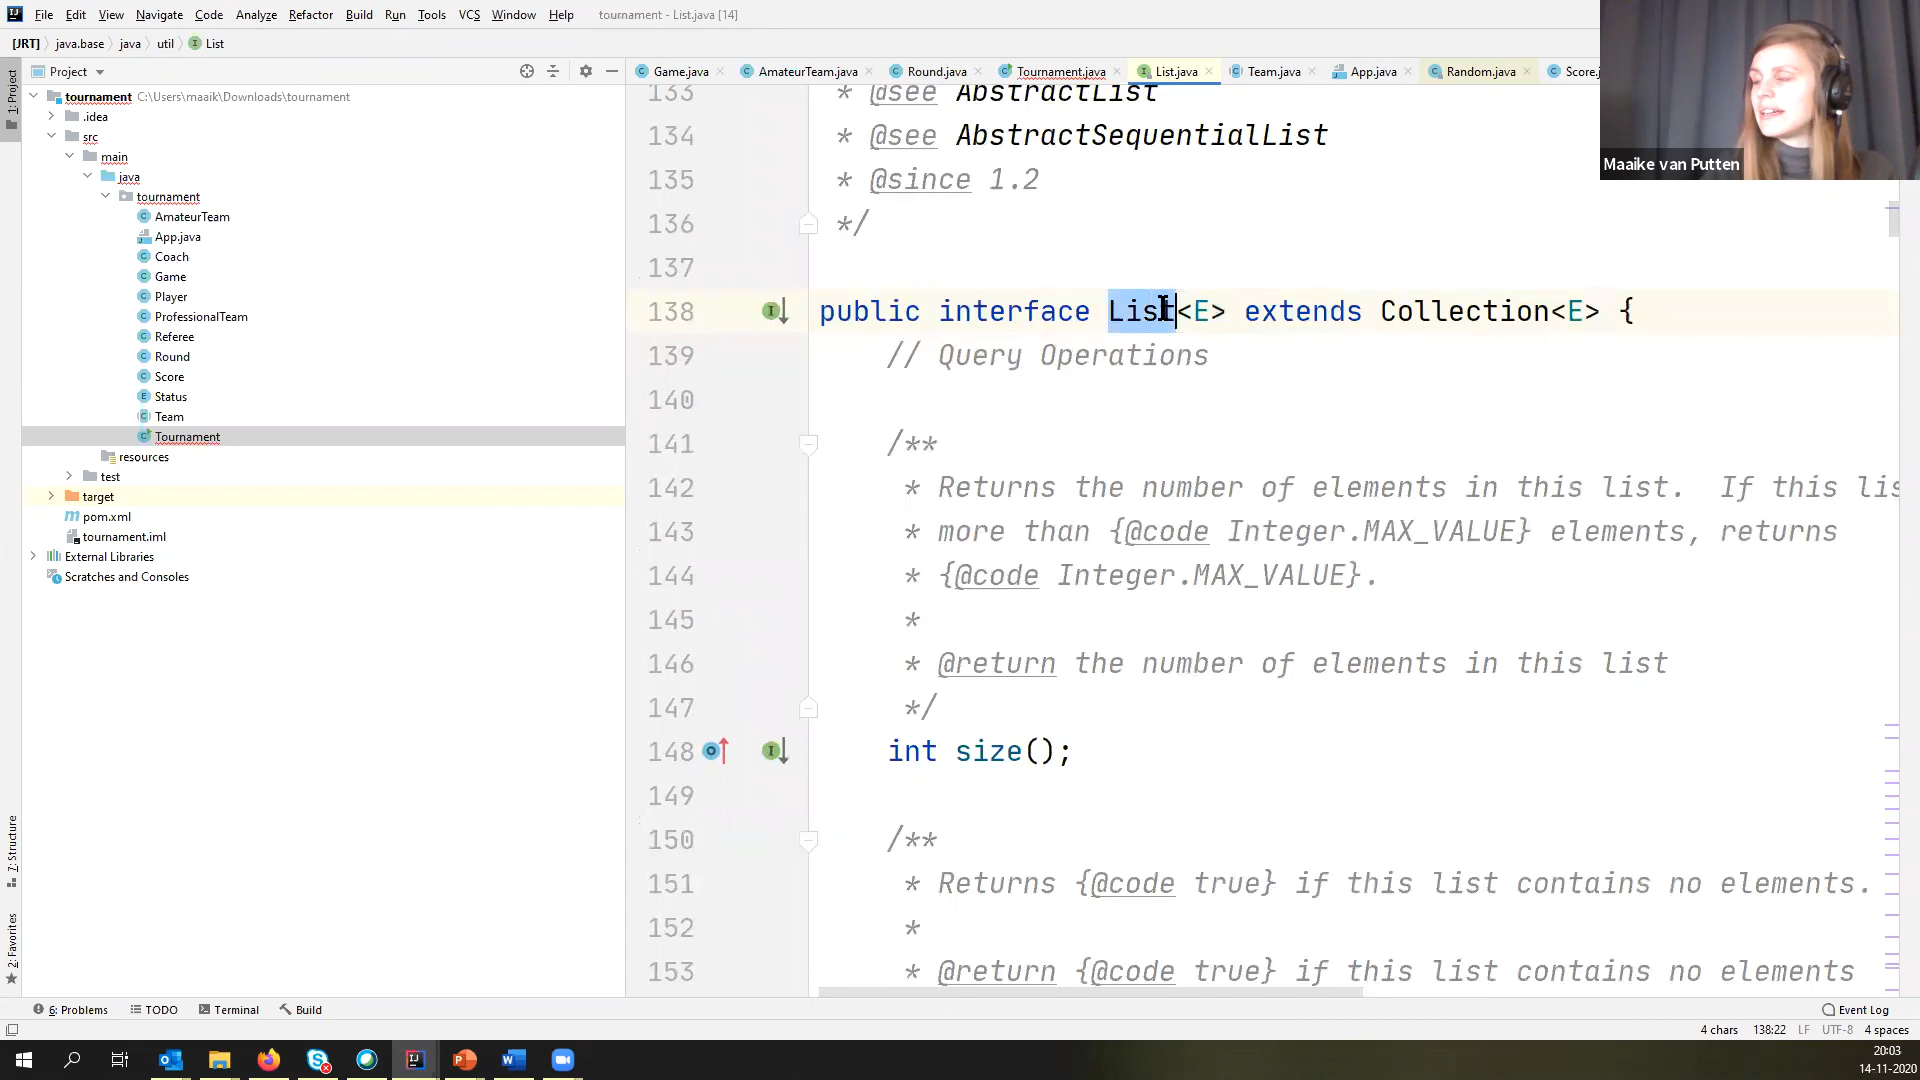 File Edit View Navigate Code Analyze Refactor Build Run Tools VCS Window Help tournament - List.java [14]
[JRT] java.base java util List
Project
Game.java AmateurTeam.java Round.java Tournament.java List.java Team.java App.java Random.java Score.j
1: Project
tournament C:\Users\maaik\Downloads\tournament
.idea
src
main
java
tournament
AmateurTeam
App.java
Coach
Game
Player
ProfessionalTeam
Referee
Round
Score
Status
Team
Tournament
resources
test
target
pom.xml
tournament.iml
External Libraries
Scratches and Consoles
7: Structure
2: Favorites
133 * @see AbstractList
134 * @see AbstractSequentialList
135 * @since 1.2
136 */
137
138 public interface List<E> extends Collection<E> {
139 // Query Operations
140
141 /**
142 * Returns the number of elements in this list. If this lis
143 * more than {@code Integer.MAX_VALUE} elements, returns
144 * {@code Integer.MAX_VALUE}.
145 *
146 * @return the number of elements in this list
147 */
148 int size();
149
150 /**
151 * Returns {@code true} if this list contains no elements.
152 *
153 * @return {@code true} if this list contains no elements
Maaike van Putten
6: Problems TODO Terminal Build Event Log
4 chars 138:22 LF UTF-8 4 spaces
20:03
14-11-2020